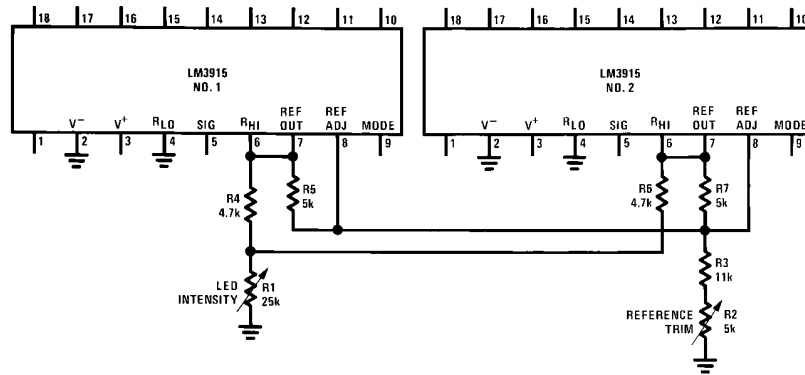 18 17 16 15 14 13 12 11 10
LM3915
NO. 1
V⁻ V⁺ RLO SIG RHI REF OUT REF ADJ MODE
1 2 3 4 5 6 7 8 9
18 17 16 15 14 13 12 11 10
LM3915
NO. 2
V⁻ V⁺ RLO SIG RHI REF OUT REF ADJ MODE
1 2 3 4 5 6 7 8 9
R4
4.7k
R5
5k
R6
4.7k
R7
5k
LED
INTENSITY
R1
25k
R3
11k
REFERENCE
TRIM
R2
5k